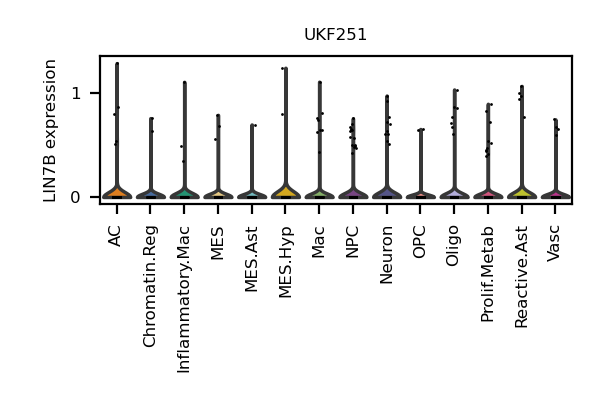 UKF251
LIN7B expression
1
0
AC
Chromatin.Reg
Inflammatory.Mac
MES
MES.Ast
MES.Hyp
Mac
NPC
Neuron
OPC
Oligo
Prolif.Metab
Reactive.Ast
Vasc